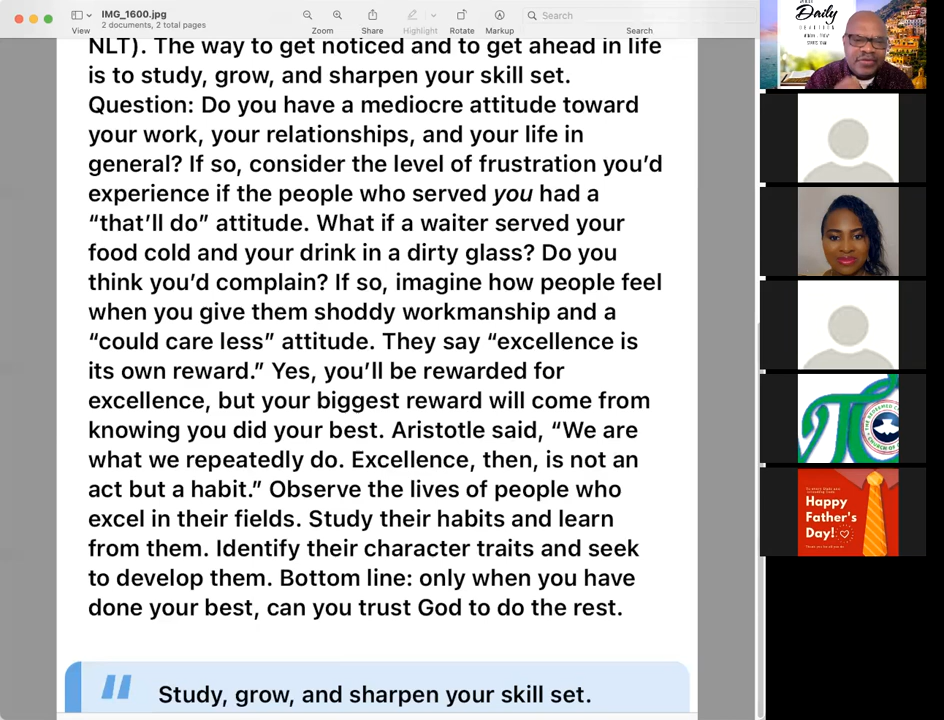 IMG_1600.jpg
2 documents, 2 total pages
View
Zoom
Share
Highlight
Rotate
Markup
Search
Search
NLT). The way to get noticed and to get ahead in life
is to study, grow, and sharpen your skill set.
Question: Do you have a mediocre attitude toward
your work, your relationships, and your life in
general? If so, consider the level of frustration you’d
experience if the people who served you had a
“that’ll do” attitude. What if a waiter served your
food cold and your drink in a dirty glass? Do you
think you’d complain? If so, imagine how people feel
when you give them shoddy workmanship and a
“could care less” attitude. They say “excellence is
its own reward.” Yes, you’ll be rewarded for
excellence, but your biggest reward will come from
knowing you did your best. Aristotle said, “We are
what we repeatedly do. Excellence, then, is not an
act but a habit.” Observe the lives of people who
excel in their fields. Study their habits and learn
from them. Identify their character traits and seek
to develop them. Bottom line: only when you have
done your best, can you trust God to do the rest.
Study, grow, and sharpen your skill set.
Daily
Happy
Father's
Day!